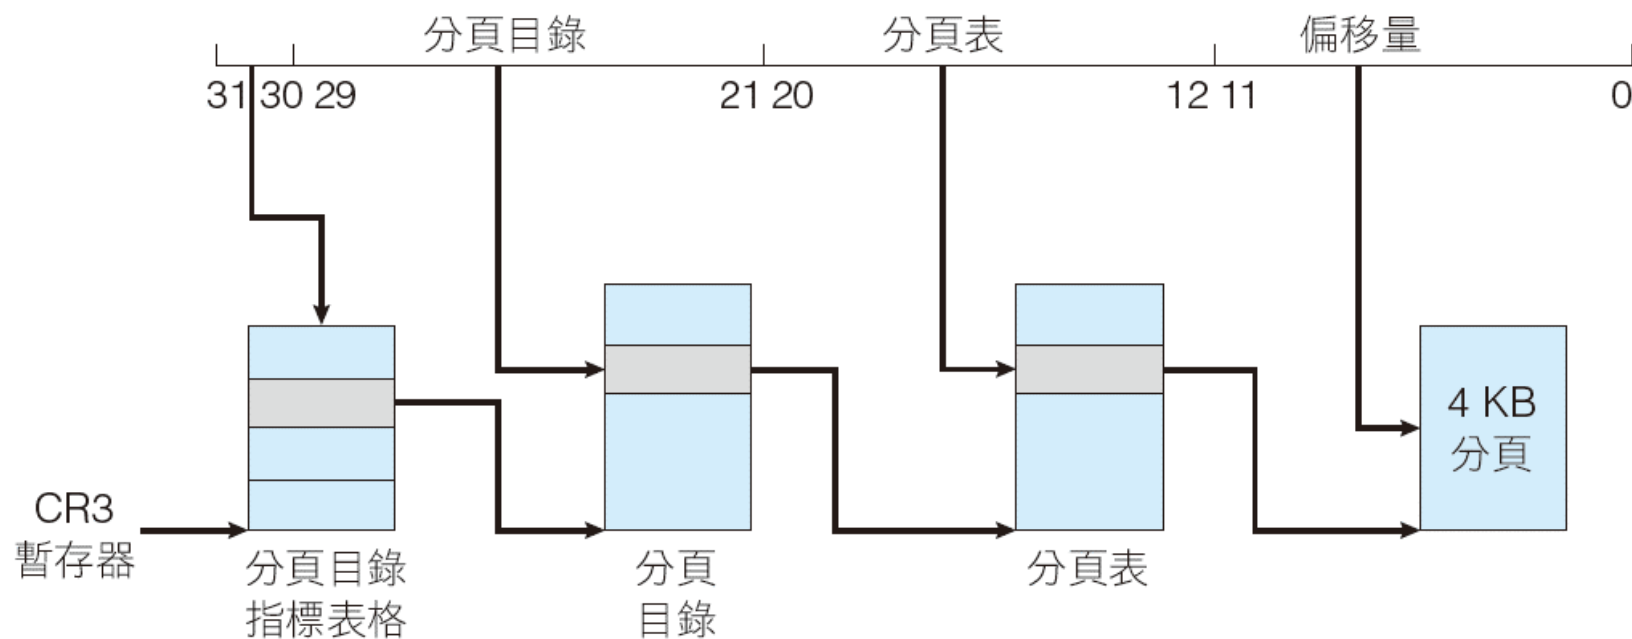 分頁目錄
分頁表
偏移量
31 30 29
21 20
12 11
0
4 KB
分頁
CR3
暫存器
分頁目錄
指標表格
分頁
目錄
分頁表